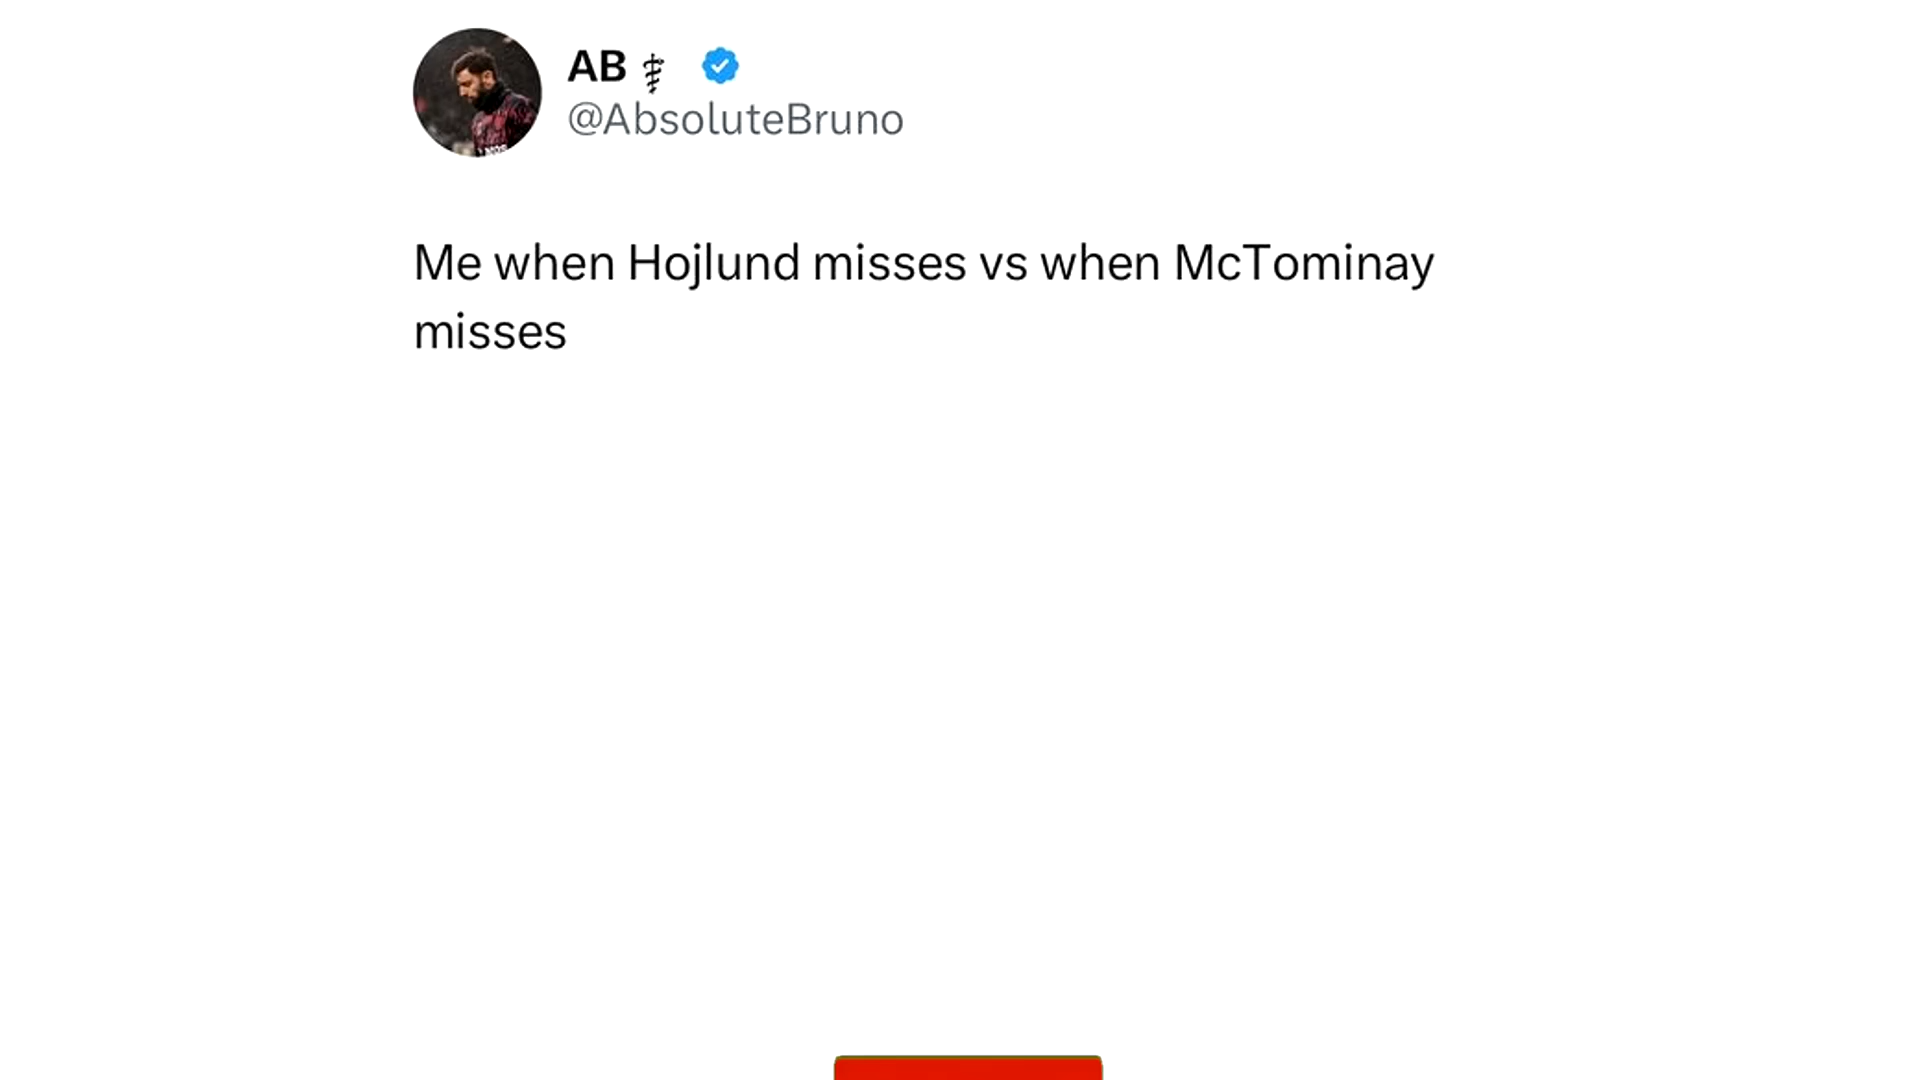 AB ⚕
@AbsoluteBruno
Me when Hojlund misses vs when McTominay
misses